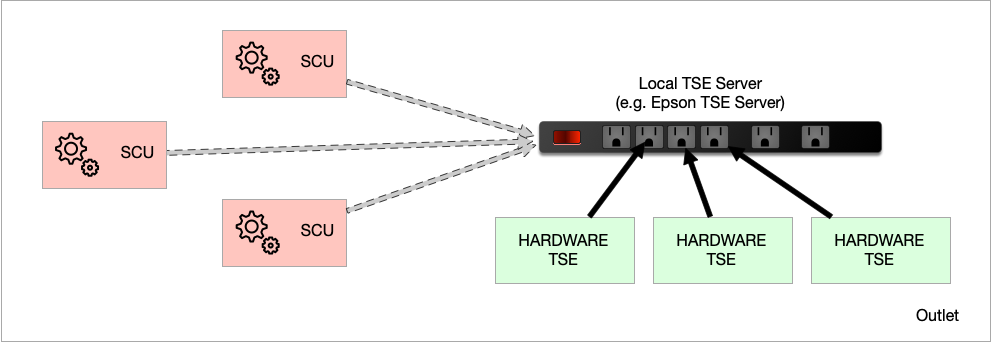 SCU
Local TSE Server
(e.g. Epson TSE Server)
SCU
SCU
HARDWARE
TSE
HARDWARE
TSE
HARDWARE
TSE
Outlet